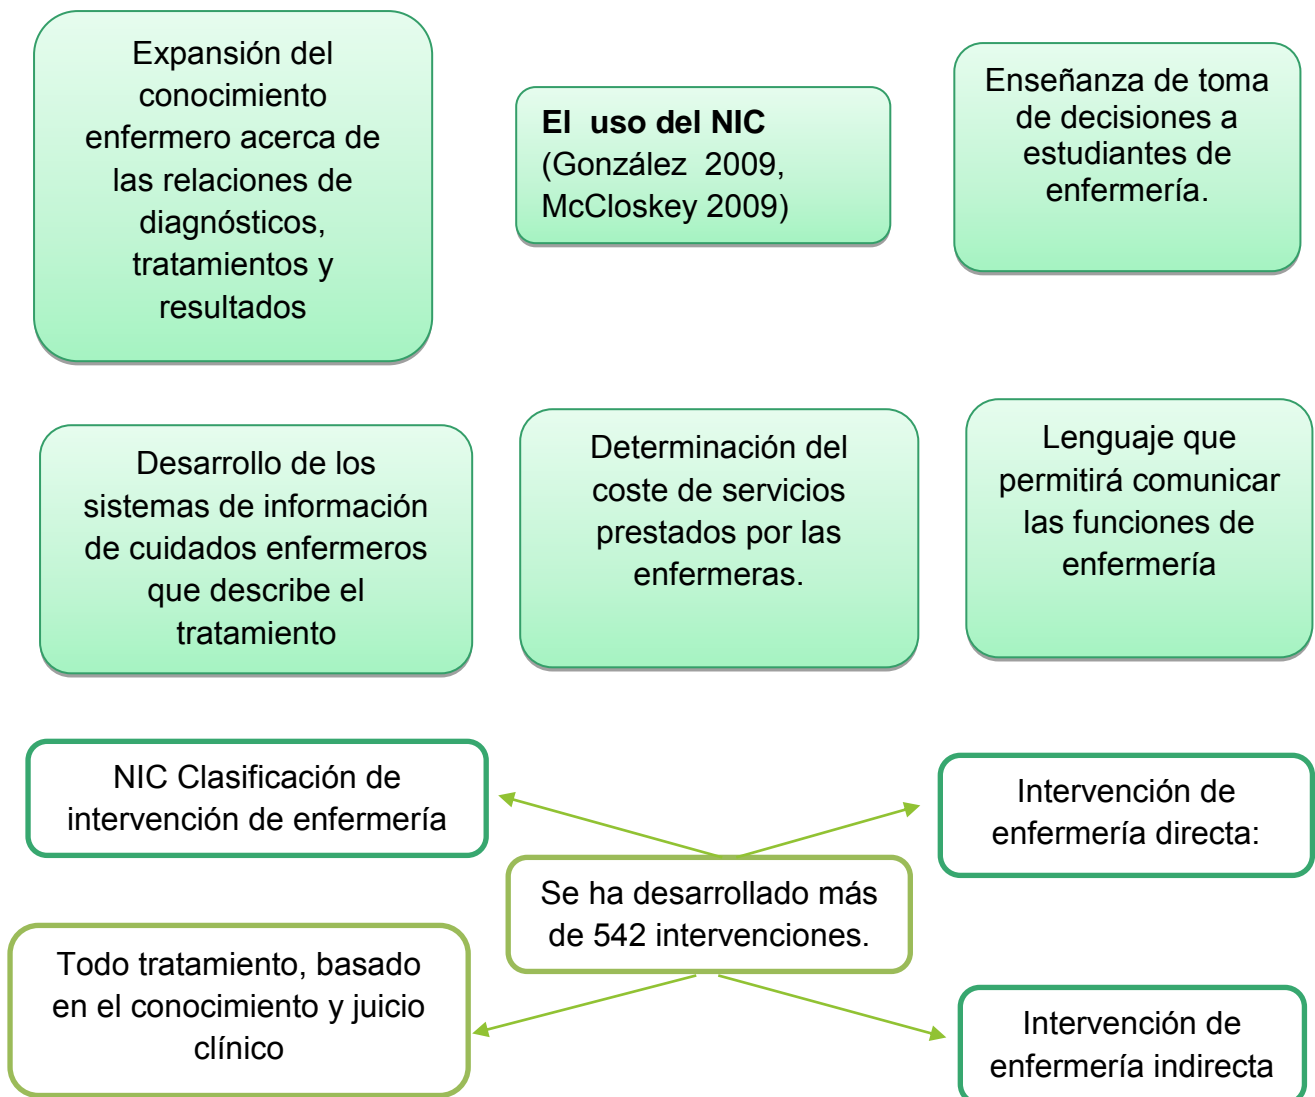 Expansión del
conocimiento
enfermero acerca de
las relaciones de
diagnósticos,
tratamientos y
resultados
El uso del NIC
(González 2009,
McCloskey 2009)
Enseñanza de toma
de decisiones a
estudiantes de
enfermería.
Desarrollo de los
sistemas de información
de cuidados enfermeros
que describe el
tratamiento
Determinación del
coste de servicios
prestados por las
enfermeras.
Lenguaje que
permitirá comunicar
las funciones de
enfermería
NIC Clasificación de
intervención de enfermería
Intervención de
enfermería directa:
Se ha desarrollado más
de 542 intervenciones.
Todo tratamiento, basado
en el conocimiento y juicio
clínico
Intervención de
enfermería indirecta